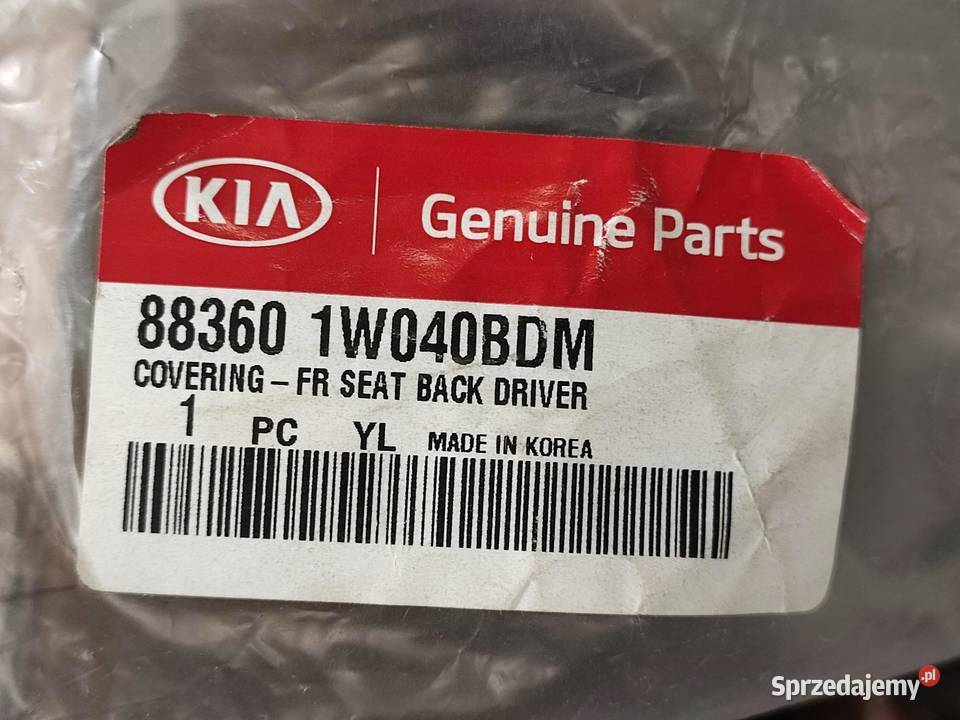 KIA Genuine Parts
88360 1W040BDM
COVERING - FR SEAT BACK DRIVER
1 PC YL MADE IN KOREA
Sprzedajemy.pl